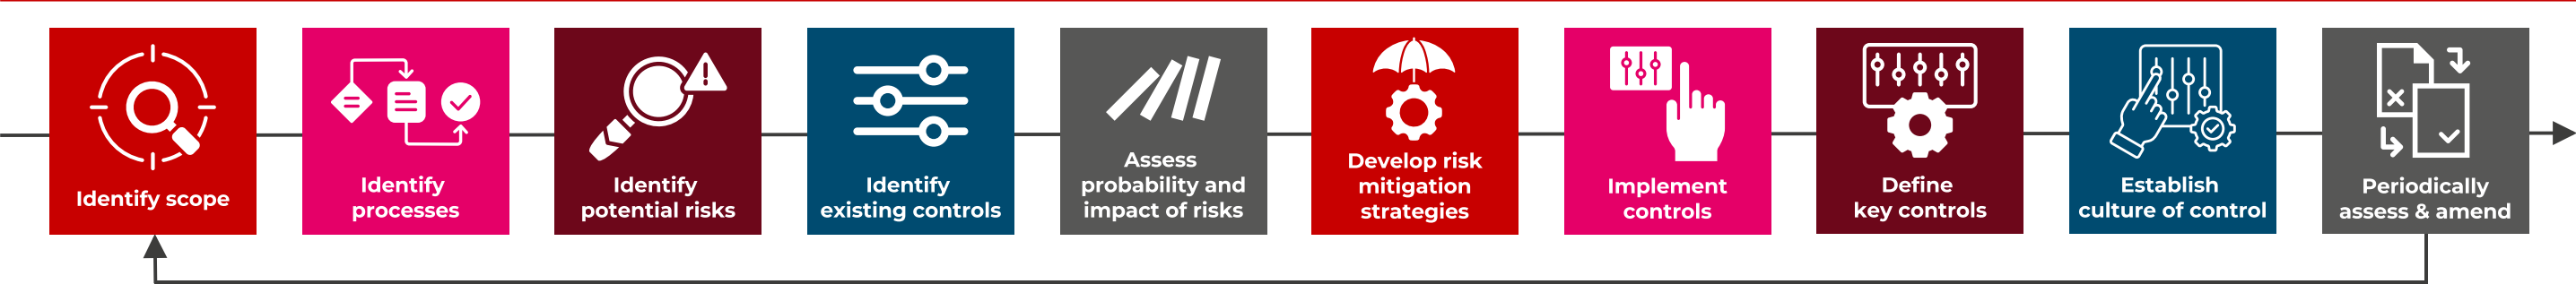 Identify scope
Identify
processes
Identify
potential risks
Identify
existing controls
Assess
probability and
impact of risks
Develop risk
mitigation
strategies
Implement
controls
Define
key controls
Establish
culture of control
Periodically
assess & amend